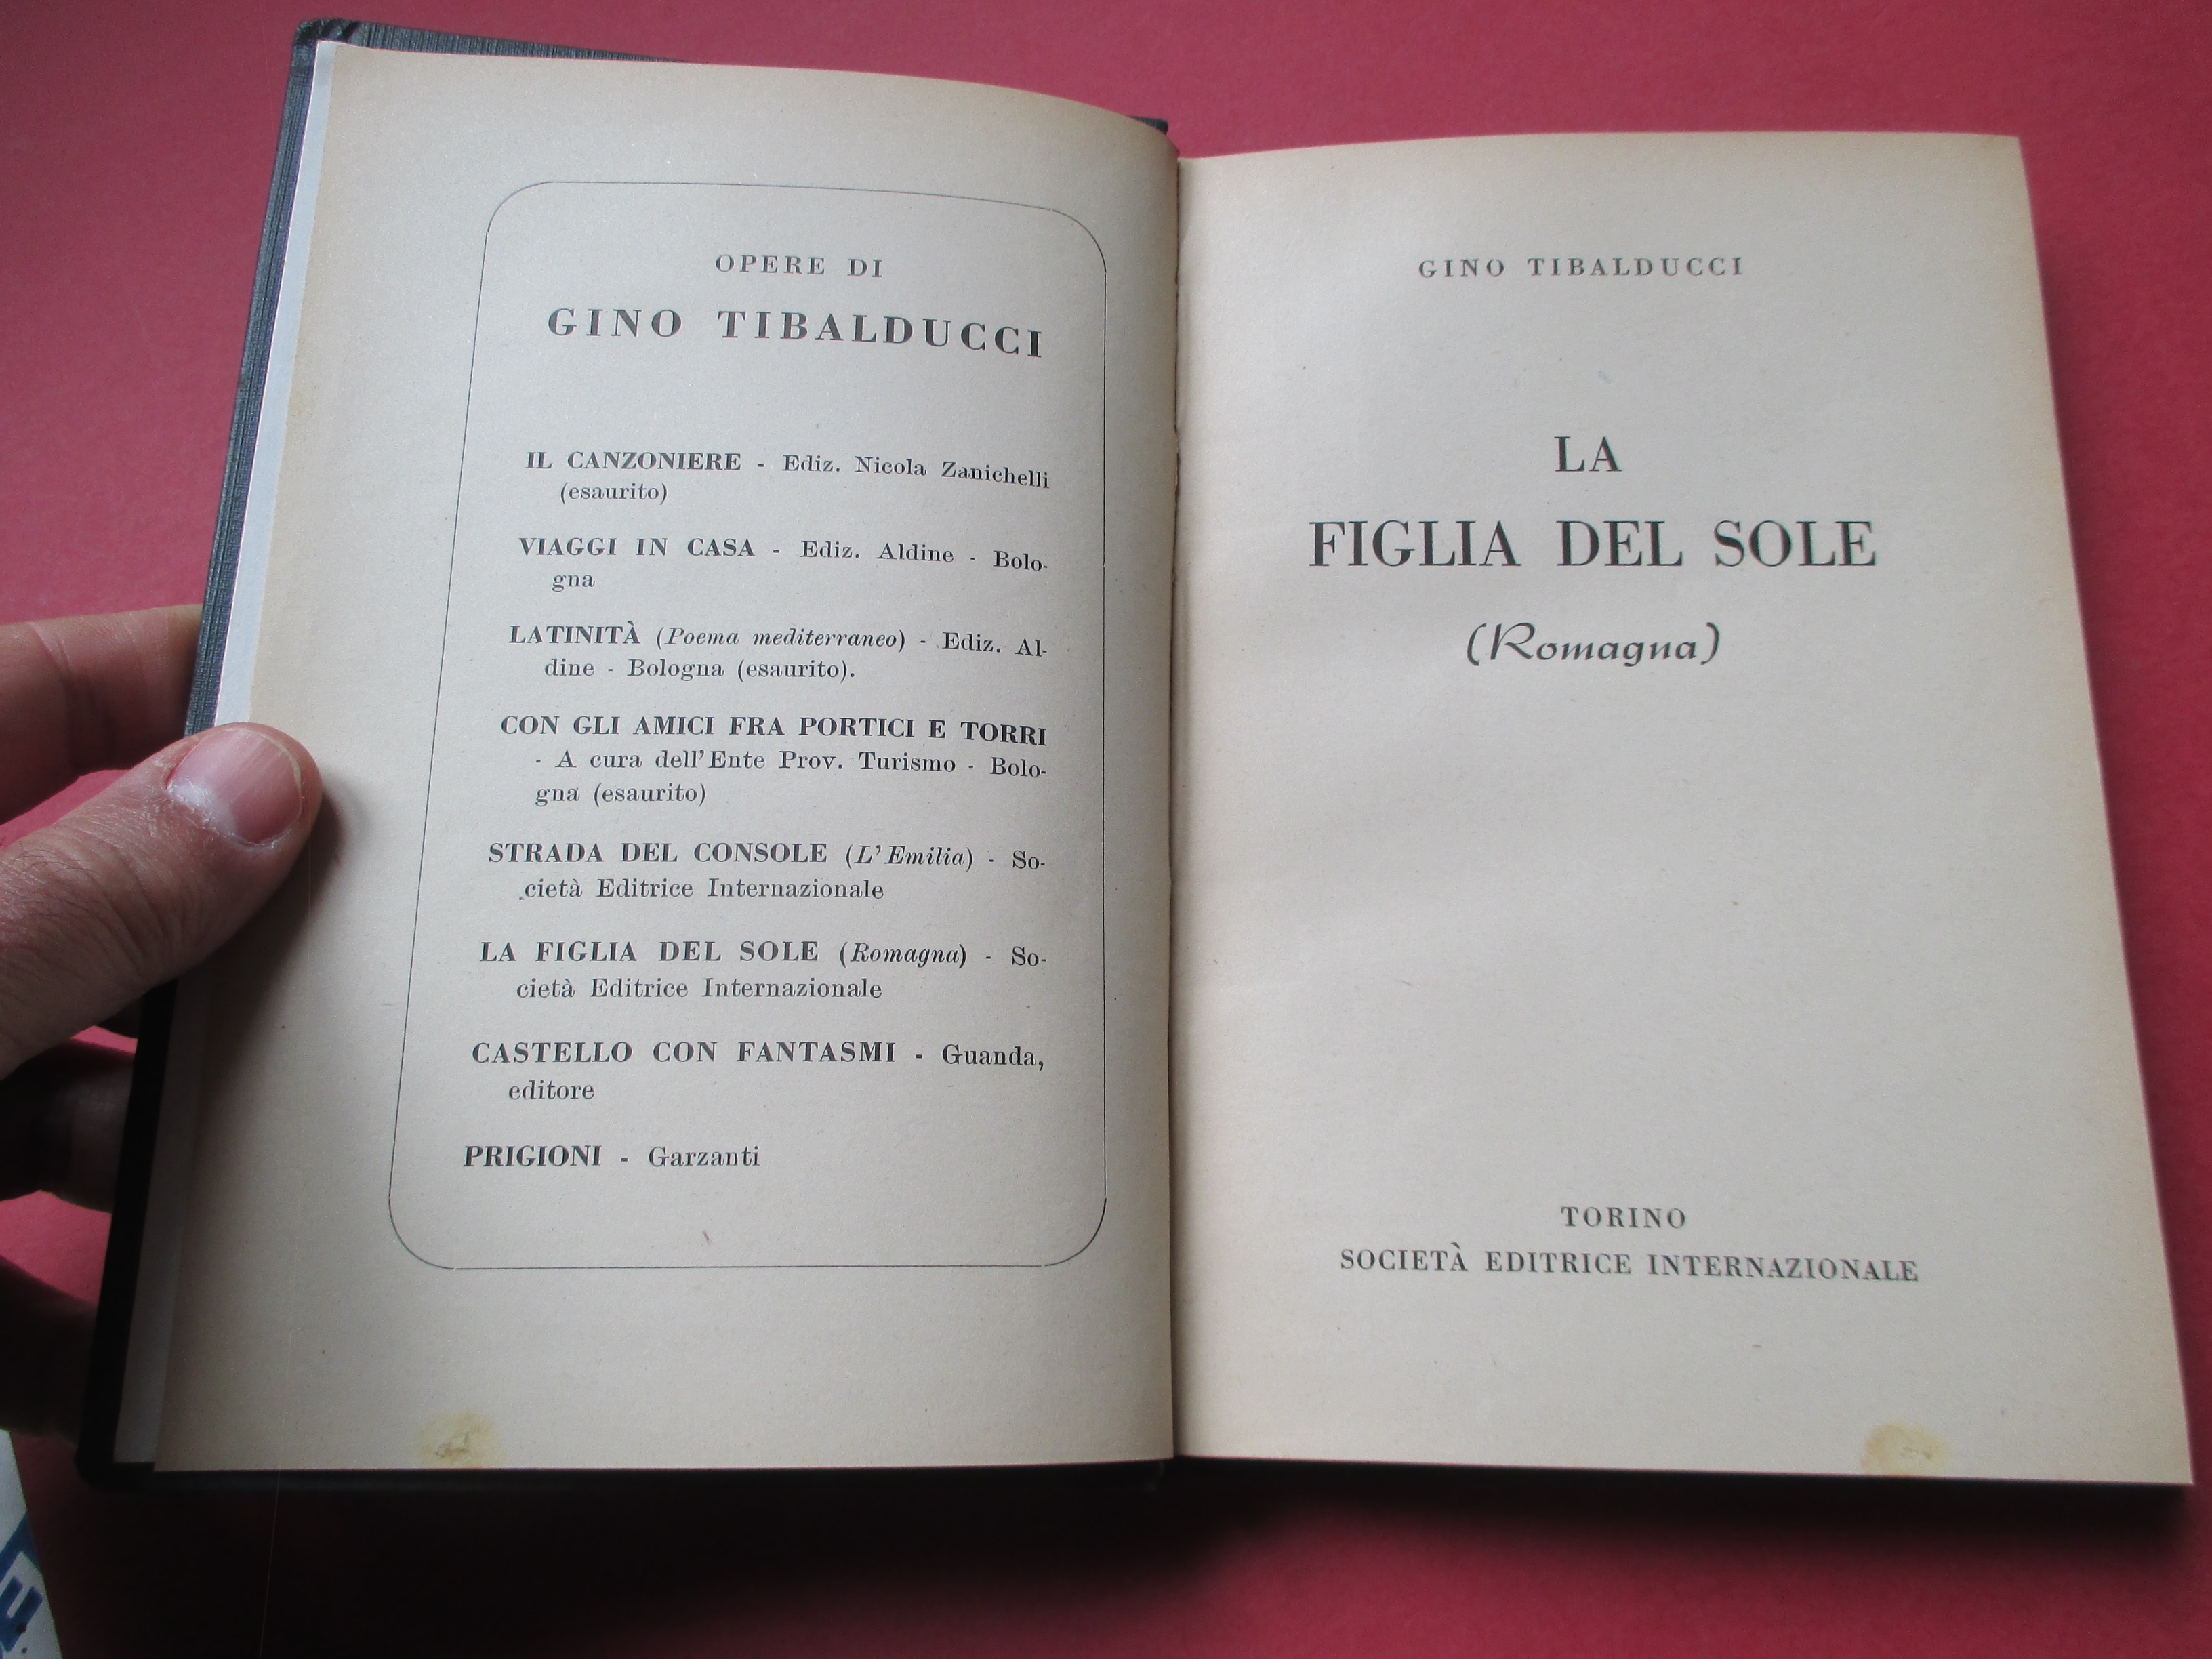 OPERE DI
GINO TIBALDUCCI
IL CANZONIERE - Ediz. Nicola Zanichelli
(esaurito)
VIAGGI IN CASA - Ediz. Aldine - Bolo-
gna
LATINITÀ (Poema mediterraneo) - Ediz. Al-
dine - Bologna (esaurito).
CON GLI AMICI FRA PORTICI E TORRI
- A cura dell'Ente Prov. Turismo - Bolo-
gna (esaurito)
STRADA DEL CONSOLE (L'Emilia) - So-
cietà Editrice Internazionale
LA FIGLIA DEL SOLE (Romagna) - So-
cietà Editrice Internazionale
CASTELLO CON FANTASMI - Guanda,
editore
PRIGIONI - Garzanti
GINO TIBALDUCCI
LA
FIGLIA DEL SOLE
(Romagna)
TORINO
SOCIETÀ EDITRICE INTERNAZIONALE